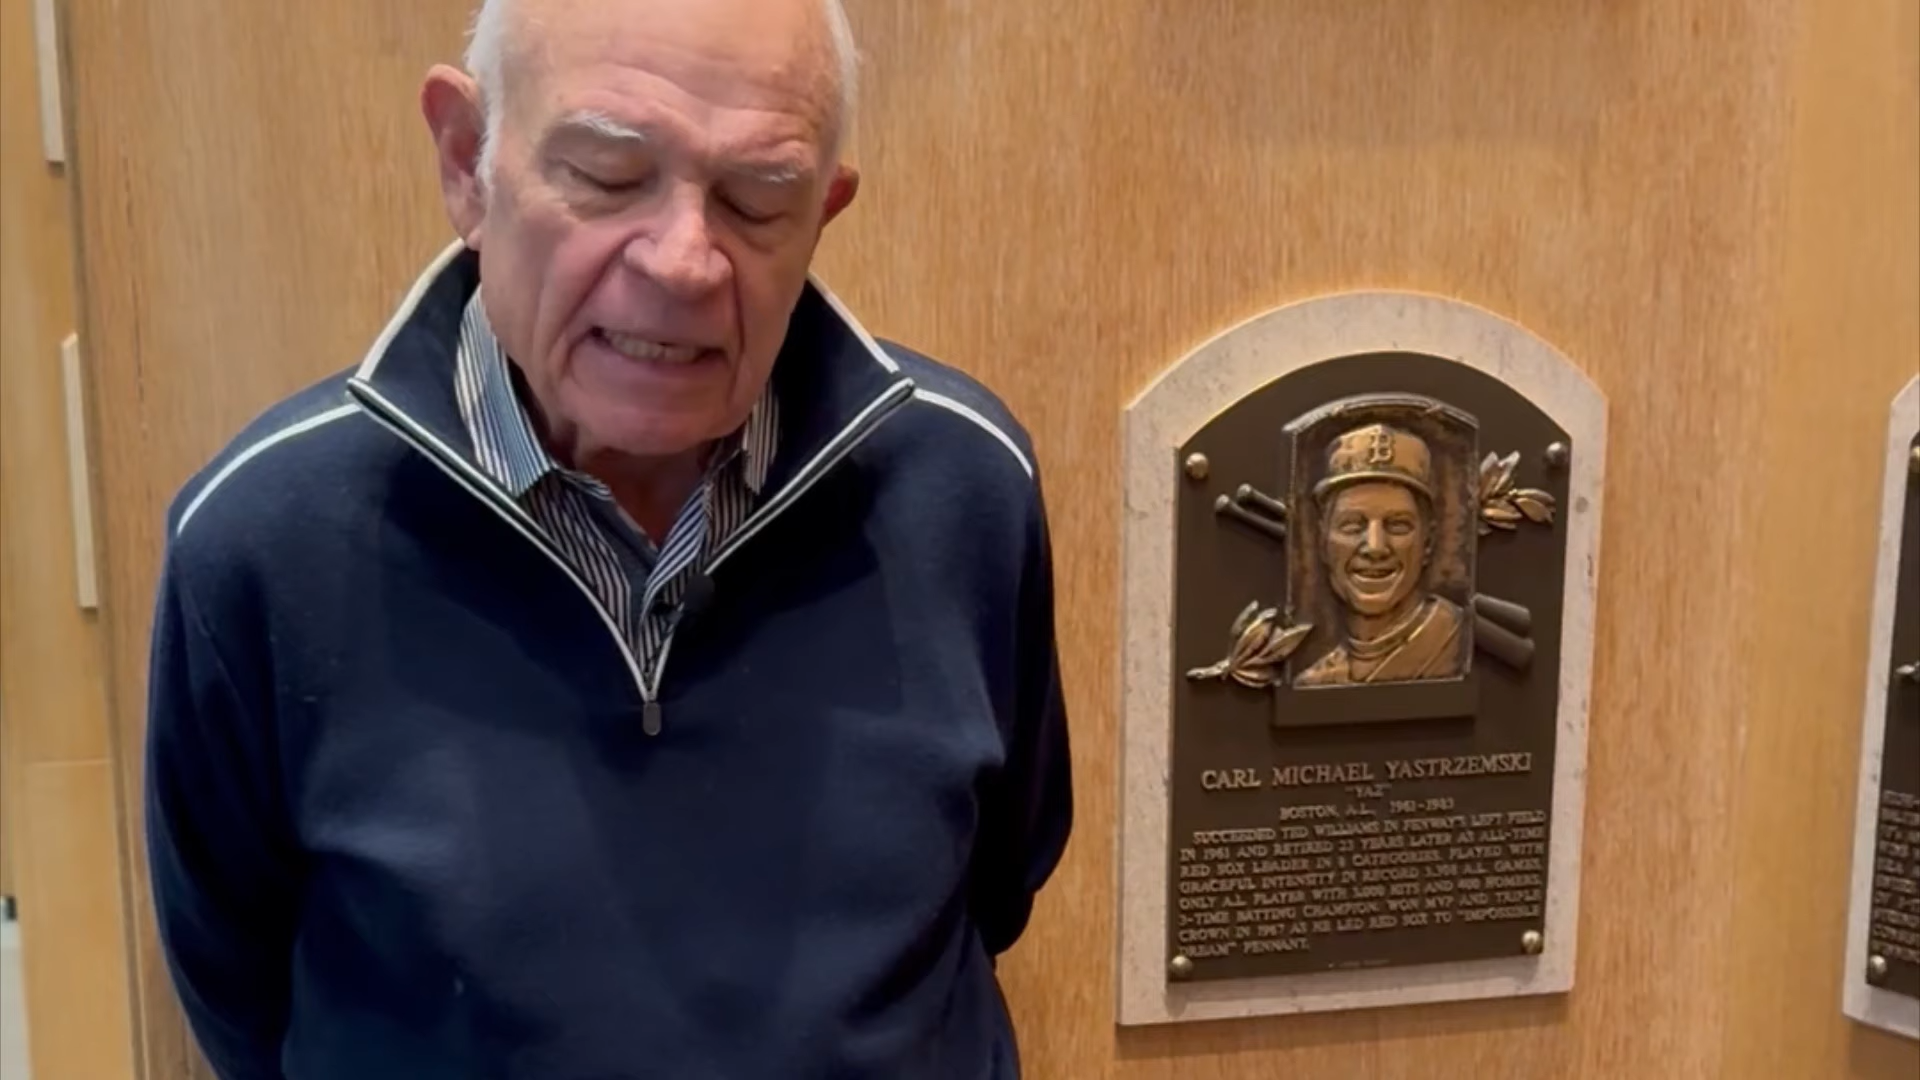 B
CARL MICHAEL YASTRZEMSKI
"YAZ"
BOSTON, A.L., 1961-1983
SUCCEEDED TED WILLIAMS IN FENWAY'S LEFT FIELD
IN 1961 AND RETIRED 23 YEARS LATER AS ALL-TIME
RED SOX LEADER IN 8 CATEGORIES. PLAYED WITH
GRACEFUL INTENSITY IN RECORD 3,308 A.L. GAMES.
ONLY A.L. PLAYER WITH 3,000 HITS AND 400 HOMERS.
3-TIME BATTING CHAMPION, WON MVP AND TRIPLE
CROWN IN 1967 AS HE LED RED SOX TO "IMPOSSIBLE
DREAM" PENNANT.